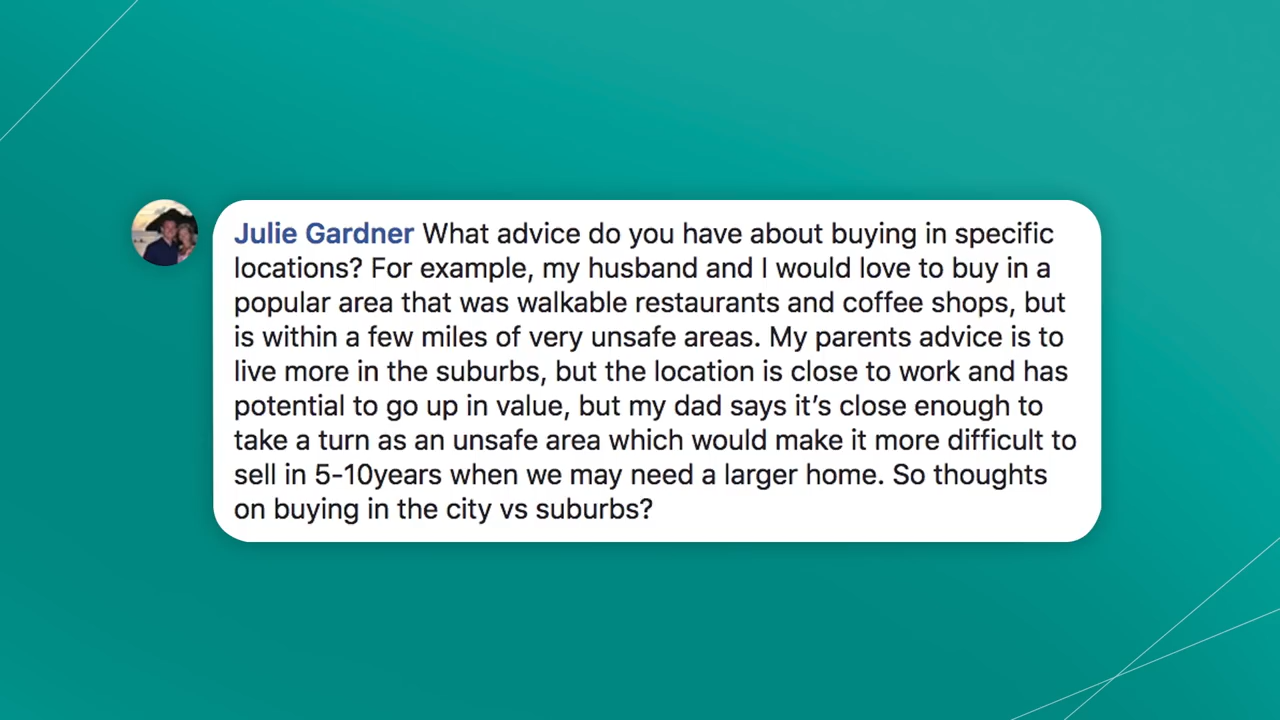 Julie Gardner What advice do you have about buying in specific
locations? For example, my husband and I would love to buy in a
popular area that was walkable restaurants and coffee shops, but
is within a few miles of very unsafe areas. My parents advice is to
live more in the suburbs, but the location is close to work and has
potential to go up in value, but my dad says it’s close enough to
take a turn as an unsafe area which would make it more difficult to
sell in 5-10years when we may need a larger home. So thoughts
on buying in the city vs suburbs?